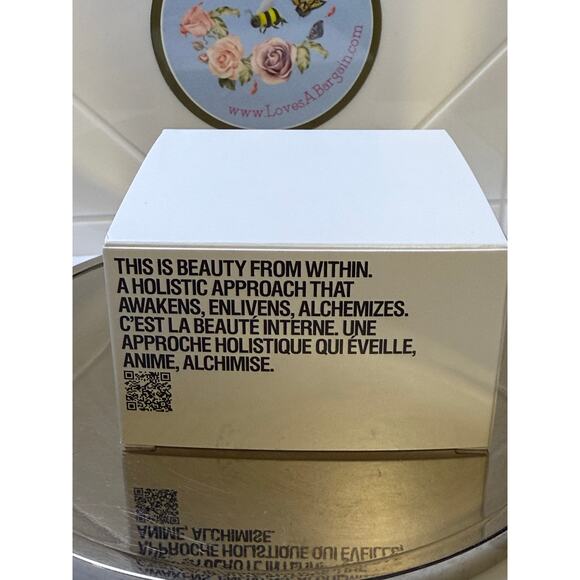 www.LovesABargain.com
THIS IS BEAUTY FROM WITHIN.
A HOLISTIC APPROACH THAT
AWAKENS, ENLIVENS, ALCHEMIZES.
C'EST LA BEAUTÉ INTERNE. UNE
APPROCHE HOLISTIQUE QUI ÉVEILLE,
ANIME, ALCHIMISE.